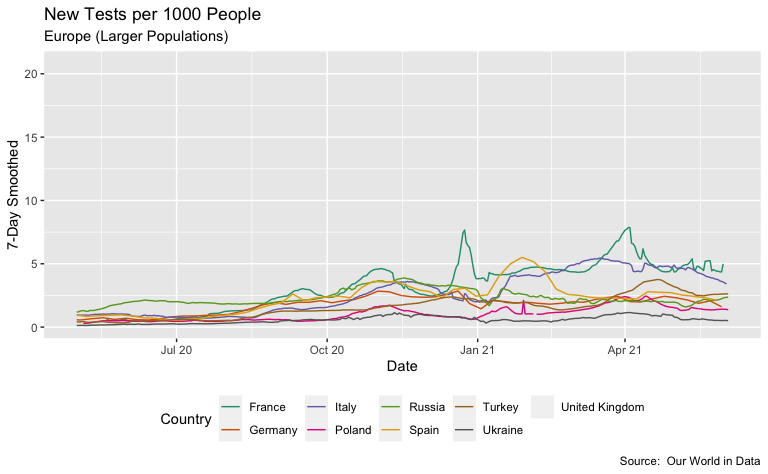 New Tests per 1000 People
Europe (Larger Populations)
20
15
10
5
0
7-Day Smoothed
Jul 20
Oct 20
Jan 21
Apr 21
Date
Country
France
Italy
Russia
Turkey
United Kingdom
Germany
Poland
Spain
Ukraine
Source:  Our World in Data